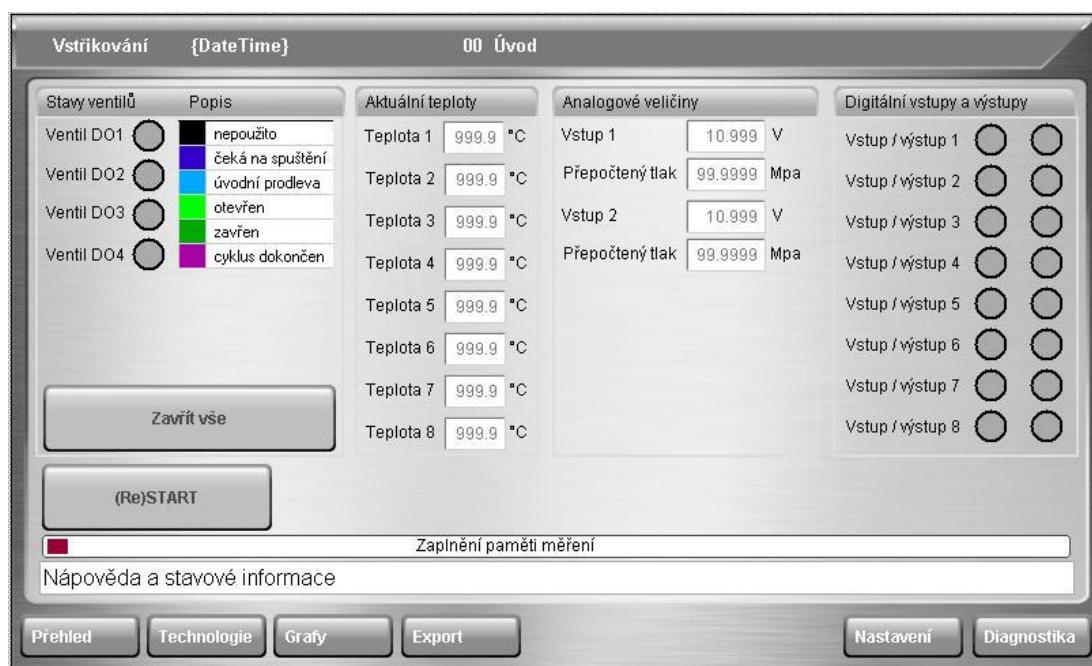 Vstřikování {DateTime} 00 Úvod
Stavy ventilů Popis
Ventil DO1
Ventil DO2
Ventil DO3
Ventil DO4
nepoužito
čeká na spuštění
úvodní prodleva
otevřen
zavřen
cyklus dokončen
Zavřít vše
Aktuální teploty
Teplota 1 999.9 °C
Teplota 2 999.9 °C
Teplota 3 999.9 °C
Teplota 4 999.9 °C
Teplota 5 999.9 °C
Teplota 6 999.9 °C
Teplota 7 999.9 °C
Teplota 8 999.9 °C
Analogové veličiny
Vstup 1 10.999 V
Přepočtený tlak 99.9999 Mpa
Vstup 2 10.999 V
Přepočtený tlak 99.9999 Mpa
Digitální vstupy a výstupy
Vstup / výstup 1
Vstup / výstup 2
Vstup / výstup 3
Vstup / výstup 4
Vstup / výstup 5
Vstup / výstup 6
Vstup / výstup 7
Vstup / výstup 8
(Re)START
Zaplnění paměti měření
Nápověda a stavové informace
Přehled Technologie Grafy Export Nastavení Diagnostika